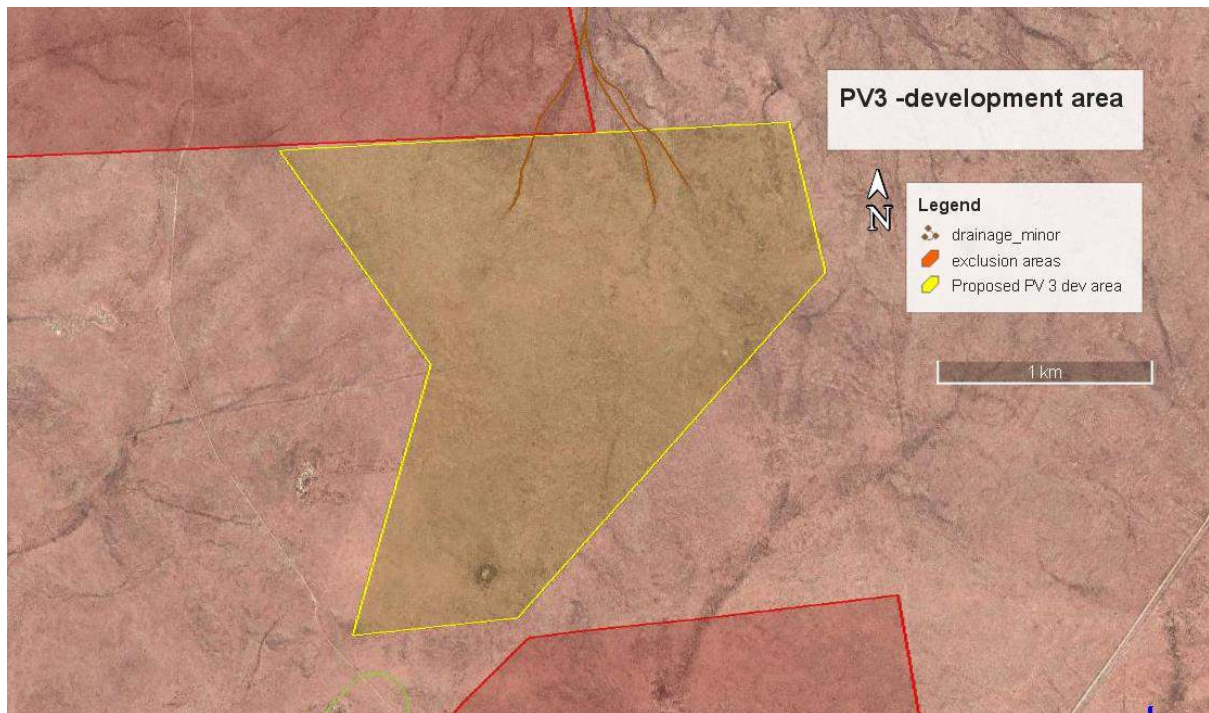 PV3 -development area
N
Legend
drainage_minor
exclusion areas
Proposed PV 3 dev area
1 km